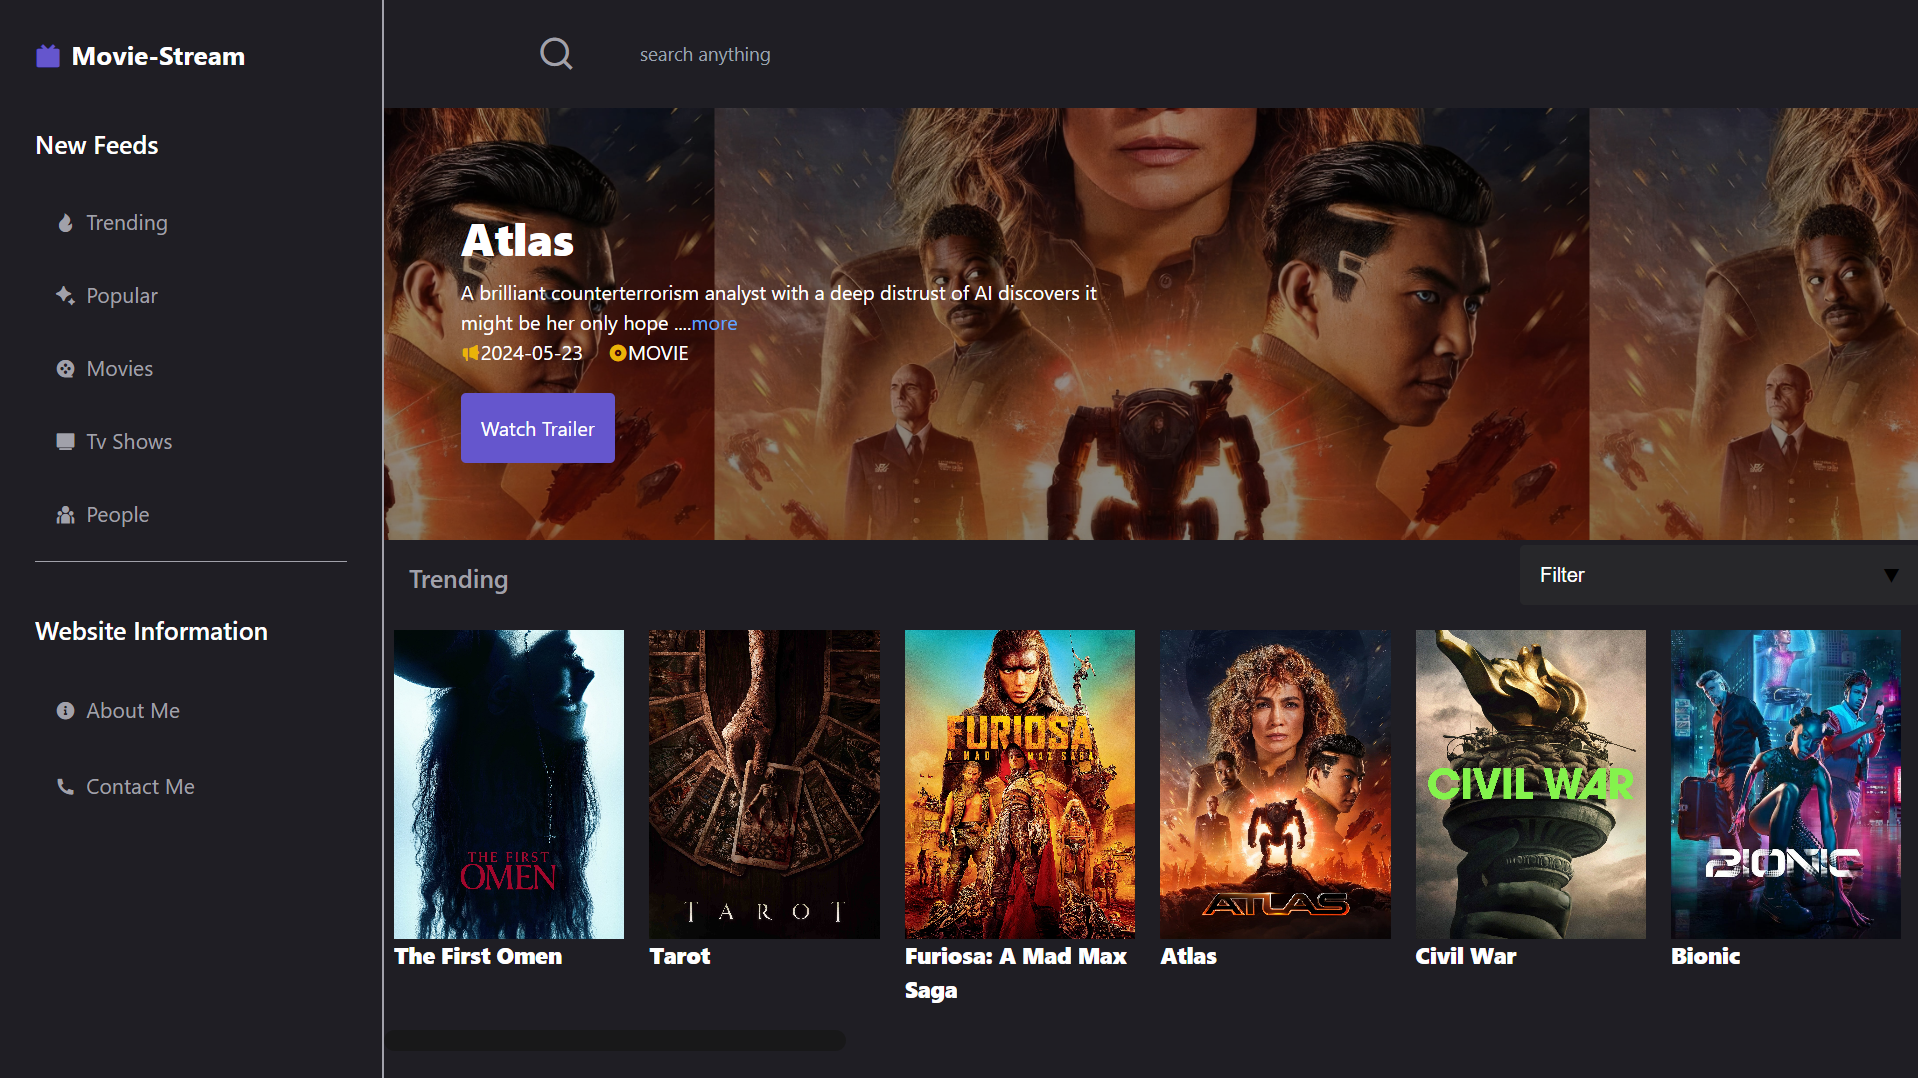 Movie-Stream
search anything
New Feeds
Trending
Popular
Movies
Tv Shows
People
Website Information
About Me
Contact Me
Atlas
A brilliant counterterrorism analyst with a deep distrust of AI discovers it
might be her only hope ....more
2024-05-23 MOVIE
Watch Trailer
Trending
Filter
THE FIRST
OMEN
The First Omen
TAROT
Tarot
FURIOSA
A MAD MAX SAGA
Furiosa: A Mad Max
Saga
ATLAS
Atlas
CIVIL WAR
Civil War
BIONIC
Bionic